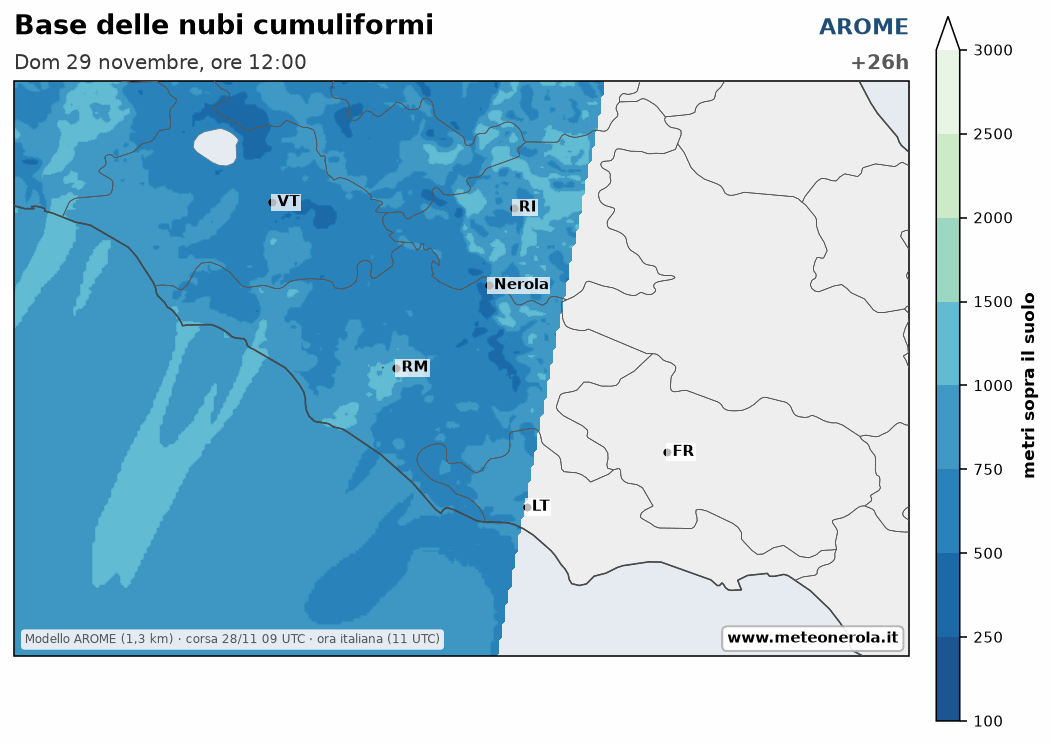 Base delle nubi cumuliformi
AROME
Dom 29 novembre, ore 12:00
+26h
VT
RI
Nerola
RM
FR
LT
Modello AROME (1,3 km) · corsa 28/11 09 UTC · ora italiana (11 UTC)
www.meteonerola.it
3000
2500
2000
1500
1000
750
500
250
100
metri sopra il suolo